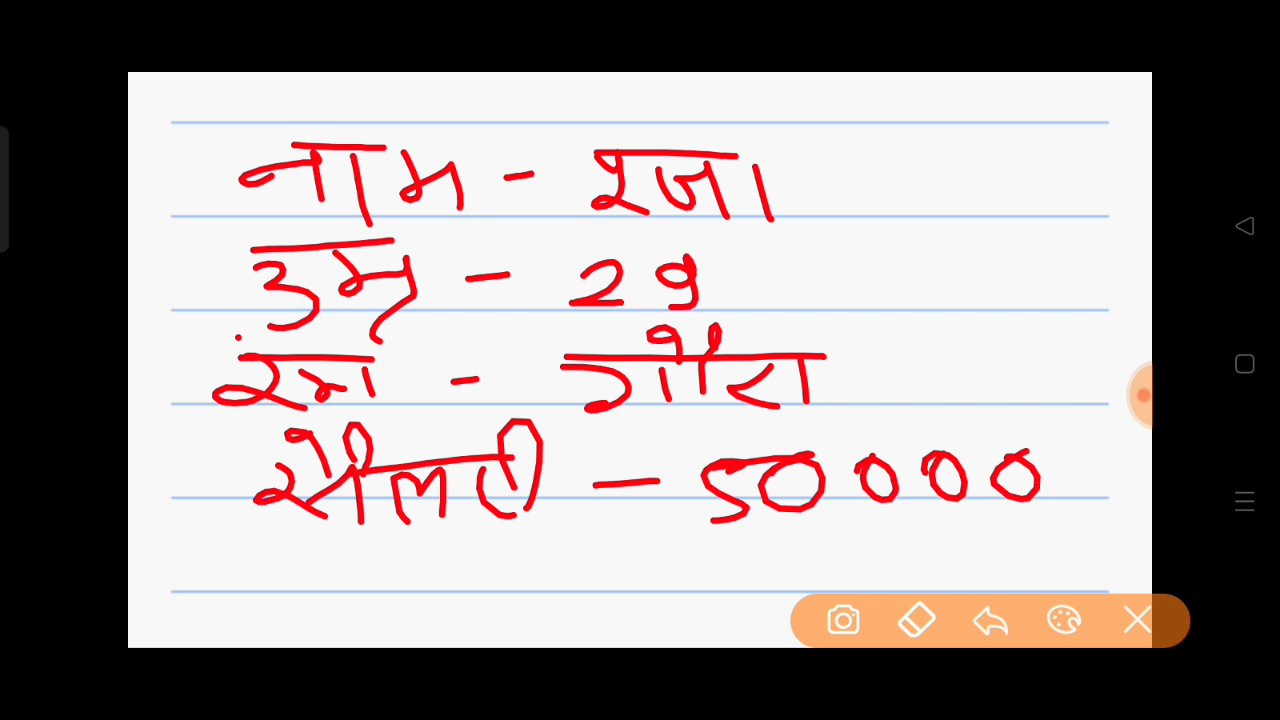 नाम - रजा
उम्र - 29
रंग - गौरा
सैलरी - 50000